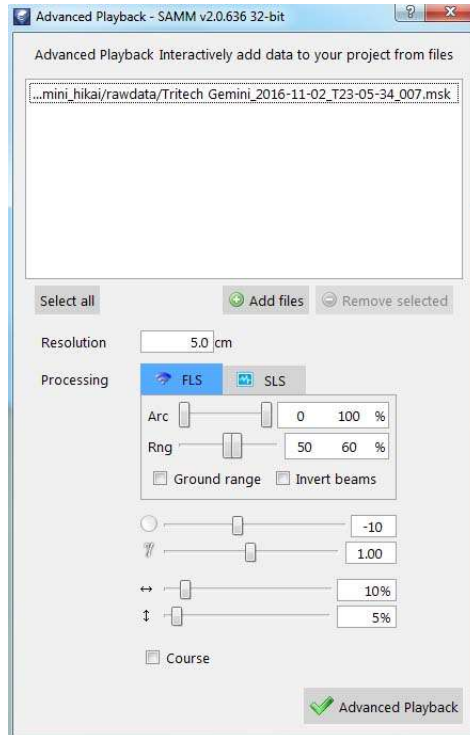 Advanced Playback - SAMM v2.0.636 32-bit
Advanced Playback Interactively add data to your project from files
...mini_hikai/rawdata/Tritech Gemini_2016-11-02_T23-05-34_007.msk
Select all Add files Remove selected
Resolution 5.0 cm
Processing FLS SLS
Arc 0 100 %
Rng 50 60 %
Ground range Invert beams
-10
γ 1.00
↔ 10%
↕ 5%
Course
Advanced Playback